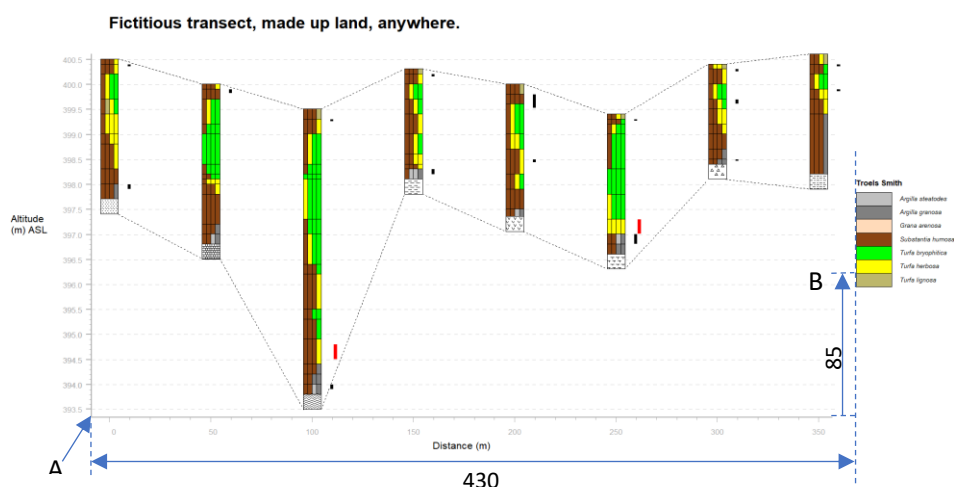 Fictitious transect, made up land, anywhere.
400.5
400.0
399.5
399.0
398.5
398.0
397.5
397.0
396.5
396.0
395.5
395.0
394.5
394.0
393.5
Altitude
(m) ASL
0 50 100 150 200 250 300 350
Distance (m)
Troels Smith
Argilla steatodes
Argilla granosa
Grana arenosa
Substantia humosa
Turfa bryophitica
Turfa herbosa
Turfa lignosa
B
85
A
430